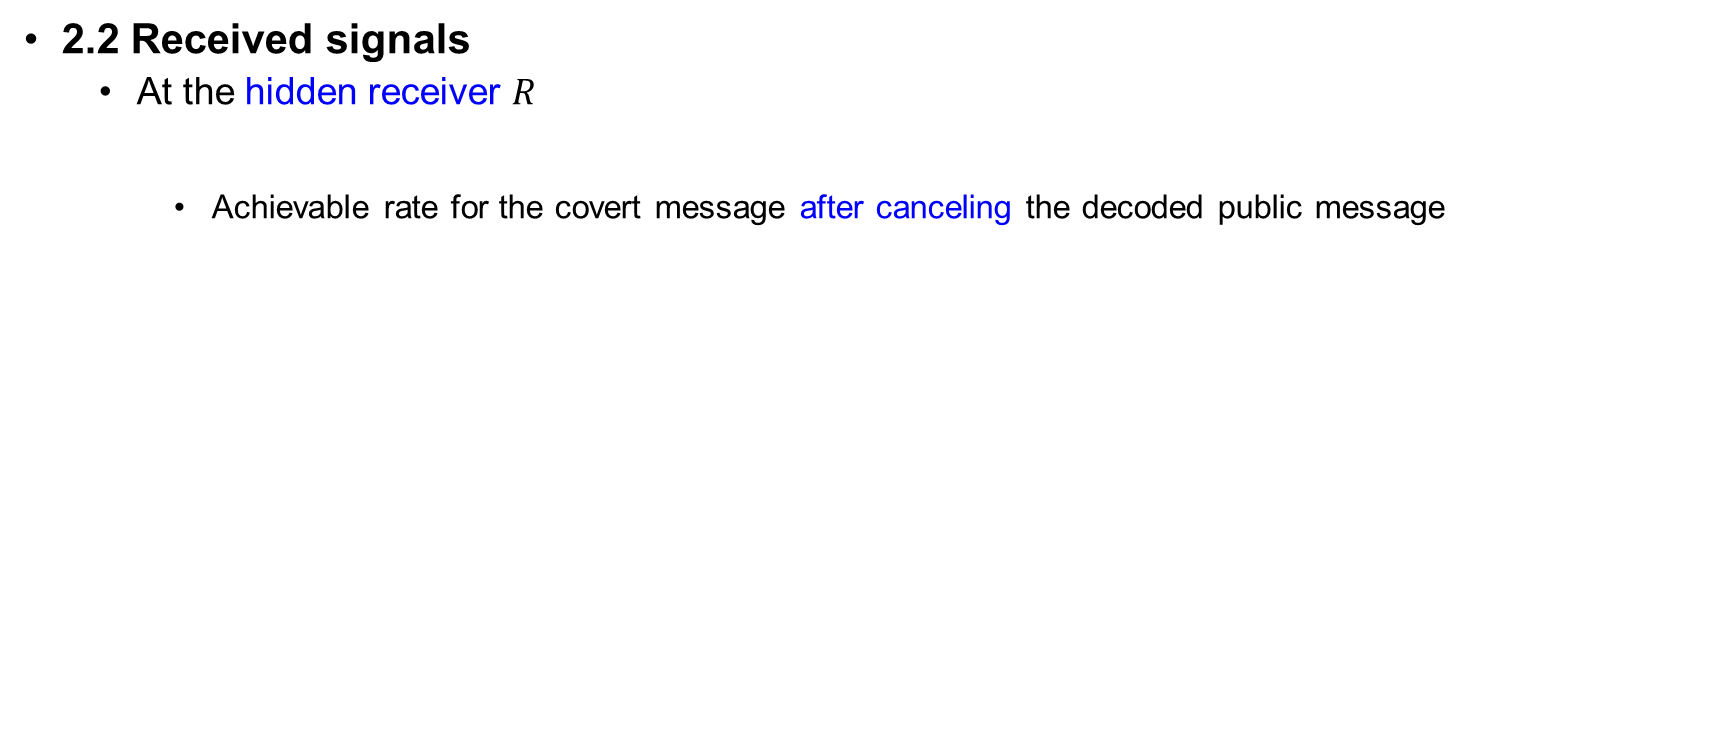 • 2.2 Received signals
• At the hidden receiver R
• Achievable rate for the covert message after canceling the decoded public message